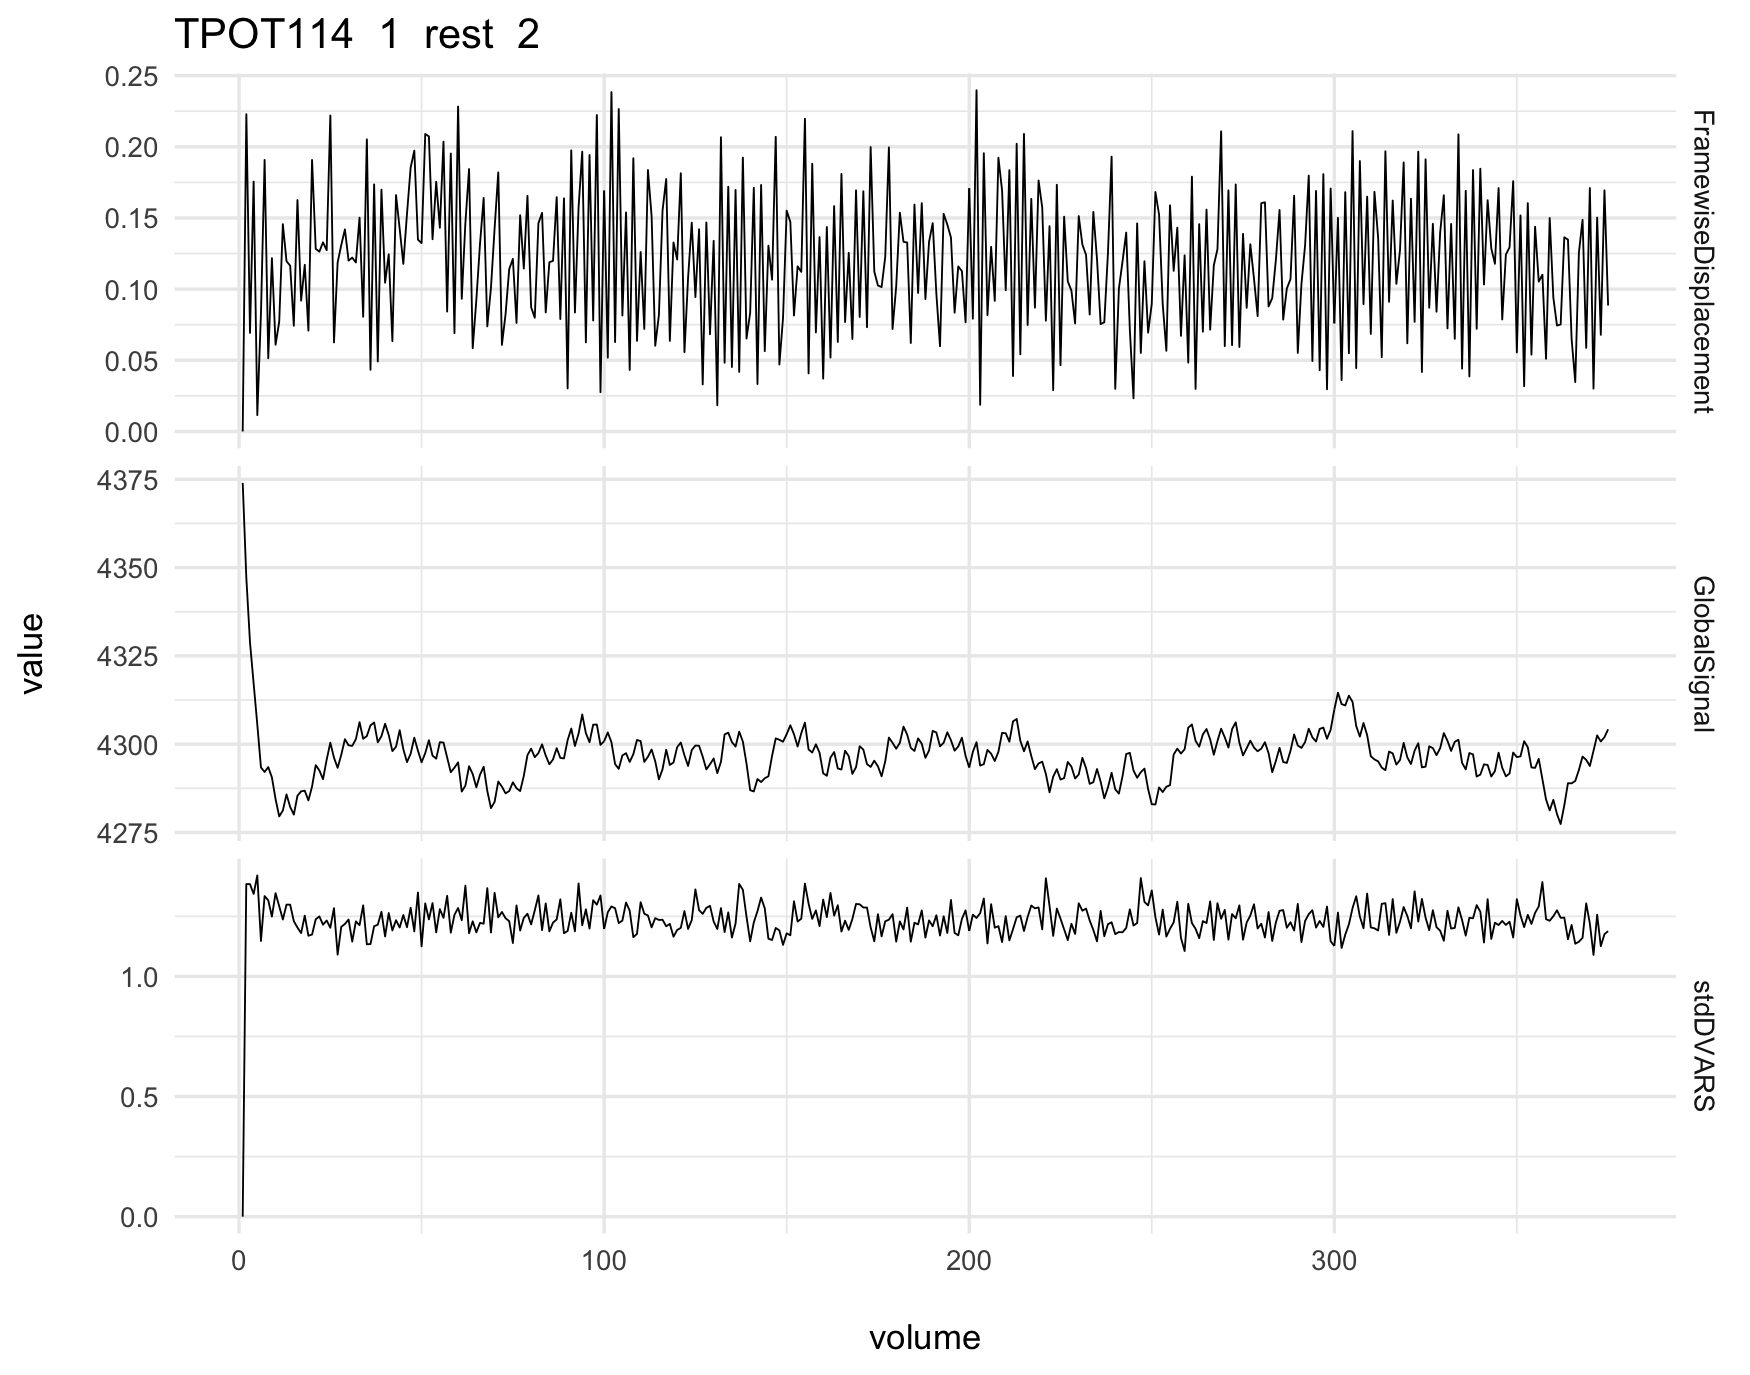 TPOT114 1 rest 2
0.25
0.20
0.15
0.10
0.05
0.00
FramewiseDisplacement
4375
4350
4325
4300
4275
GlobalSignal
value
1.0
0.5
0.0
stdDVARS
0 100 200 300
volume